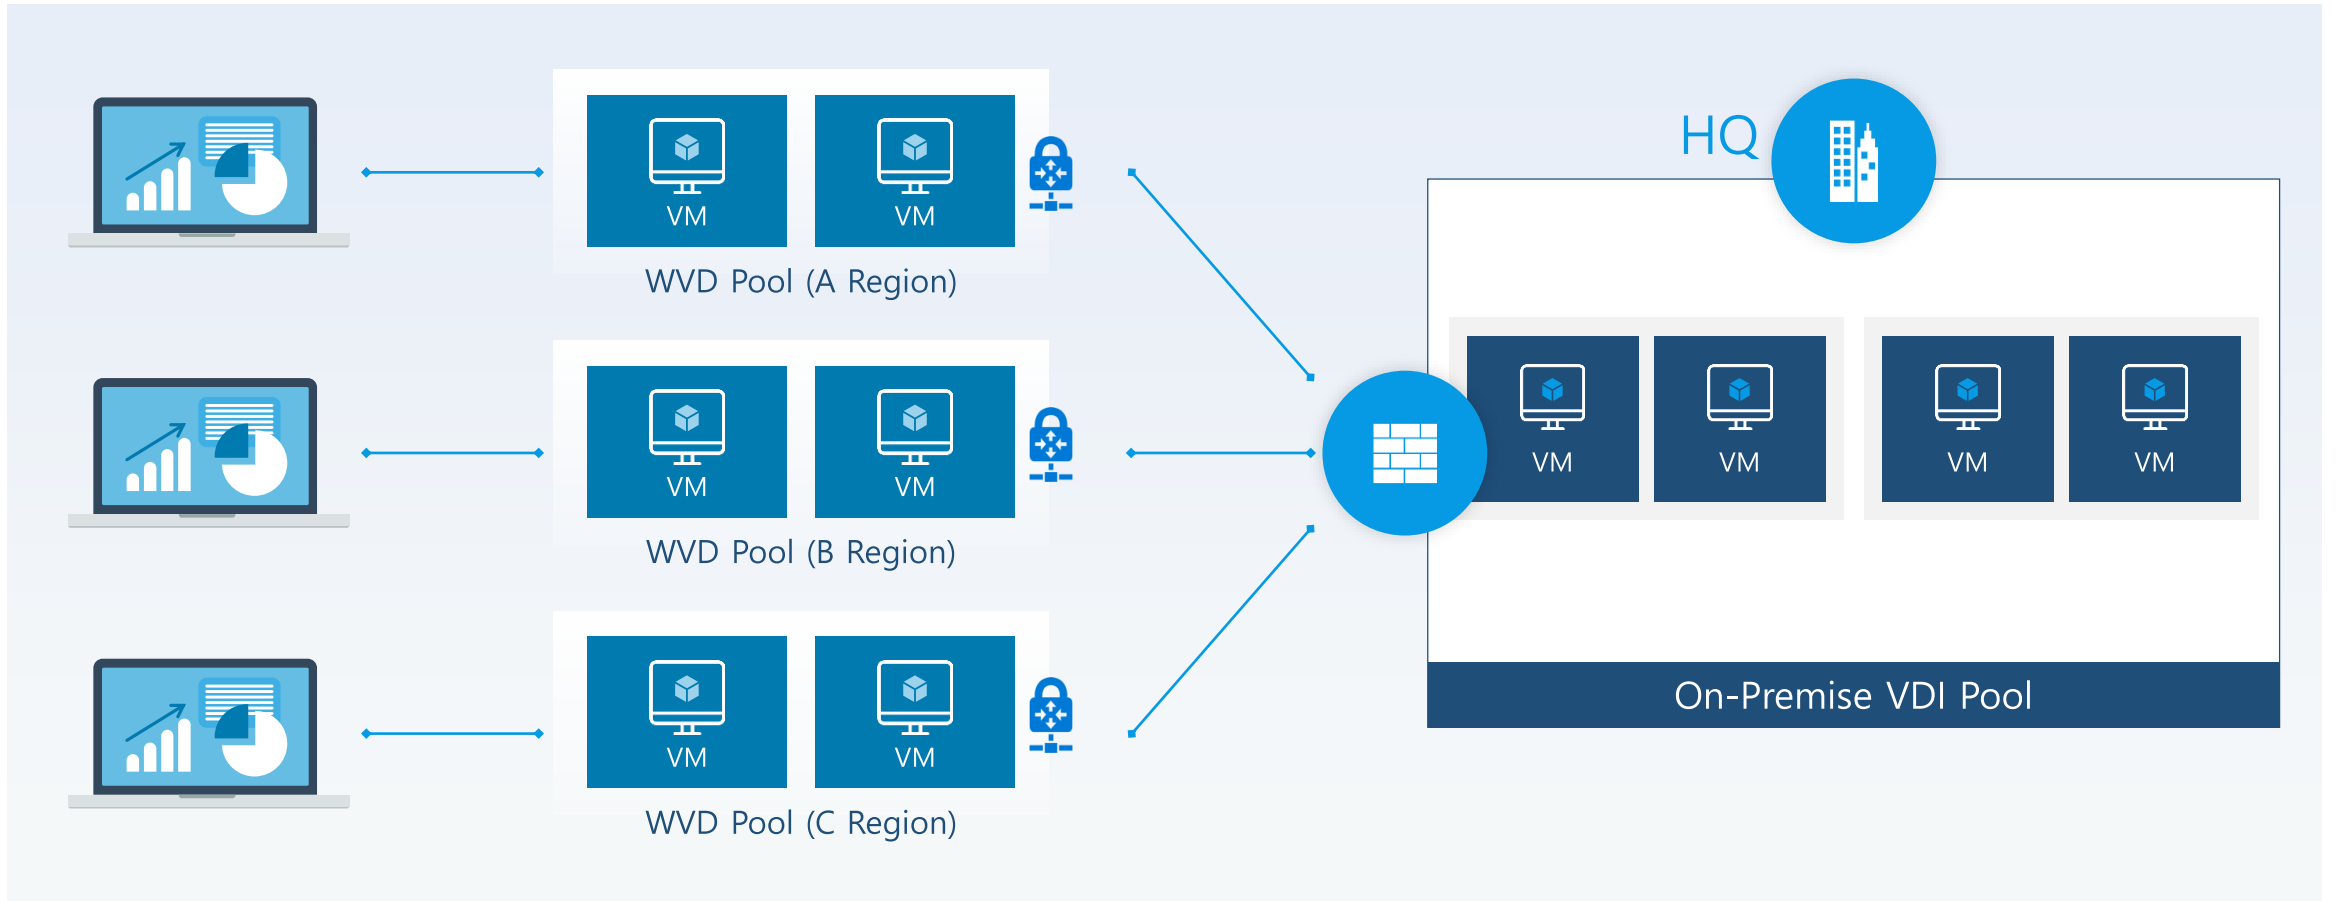 VM VM
WVD Pool (A Region)
VM VM
WVD Pool (B Region)
VM VM
WVD Pool (C Region)
HQ
VM VM VM VM
On-Premise VDI Pool